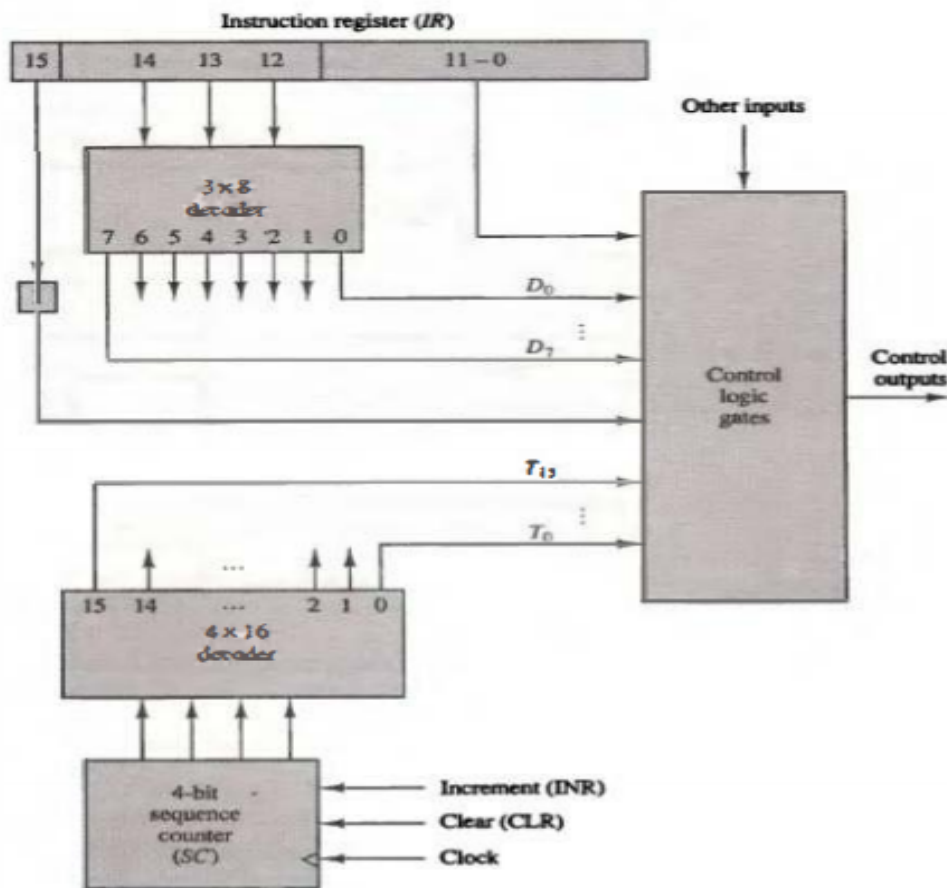 Instruction register (IR)
15 14 13 12 11 – 0
Other inputs
3 × 8
decoder
7 6 5 4 3 2 1 0
D0
⋮
D7
Control
logic
gates
Control
outputs
T15
⋮
T0
...
15 14 ... 2 1 0
4 × 16
decoder
4-bit
sequence
counter
(SC)
Increment (INR)
Clear (CLR)
Clock